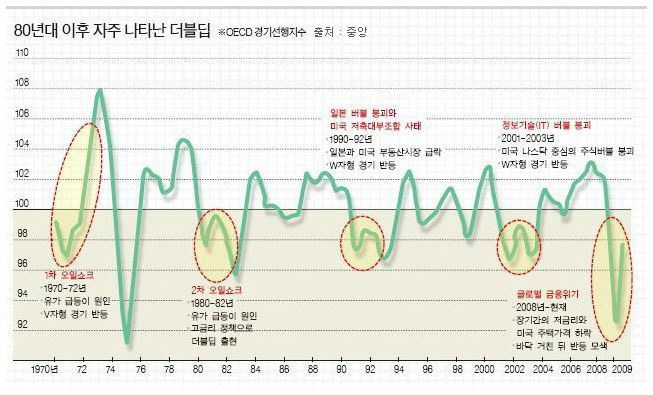 80년대 이후 자주 나타난 더블딥 ※OECD 경기선행지수 출처 : 중앙
110
108
106
104
102
100
98
96
94
92
일본 버블 붕괴와
미국 저축대부조합 사태
•1990-92년
•일본과 미국 부동산시장 급락
•W자형 경기 반등
정보기술(IT) 버블 붕괴
•2001-2003년
•미국 나스닥 중심의 주식버블 붕괴
•W자형 경기 반등
1차 오일쇼크
•1970-72년
•유가 급등이 원인
•V자형 경기 반등
2차 오일쇼크
•1980-82년
•유가 급등이 원인
•고금리 정책으로
더블딥 출현
글로벌 금융위기
•2008년-현재
•장기간의 저금리와
미국 주택가격 하락
•바닥 거친 뒤 반등 모색
1970년 72 74 76 78 80 82 84 86 88 90 92 94 96 98 2000 2002 2004 2006 2008 2009